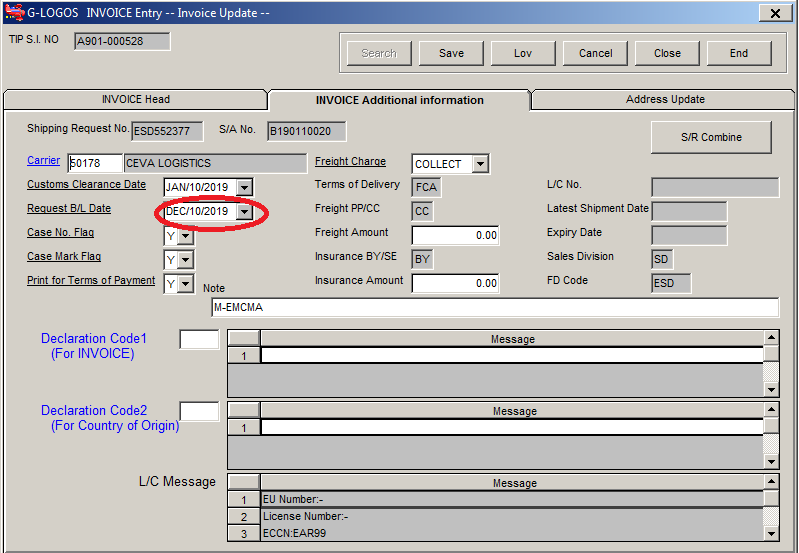 G-LOGOS   INVOICE Entry -- Invoice Update --
TIP S.I. NO A901-000528
Search Save Lov Cancel Close End
INVOICE Head INVOICE Additional information Address Update
Shipping Request No. ESD552377 S/A No. B190110020 S/R Combine
Carrier 50178 CEVA LOGISTICS Freight Charge COLLECT
Customs Clearance Date JAN/10/2019 Terms of Delivery FCA L/C No.
Request B/L Date DEC/10/2019 Freight PP/CC CC Latest Shipment Date
Case No. Flag Y Freight Amount 0.00 Expiry Date
Case Mark Flag Y Insurance BY/SE BY Sales Division SD
Print for Terms of Payment Y Insurance Amount 0.00 FD Code ESD
Note M-EMCMA
Declaration Code1 Message
(For INVOICE) 1
Declaration Code2 Message
(For Country of Origin) 1
L/C Message Message
1 EU Number:-
2 License Number:-
3 ECCN:EAR99